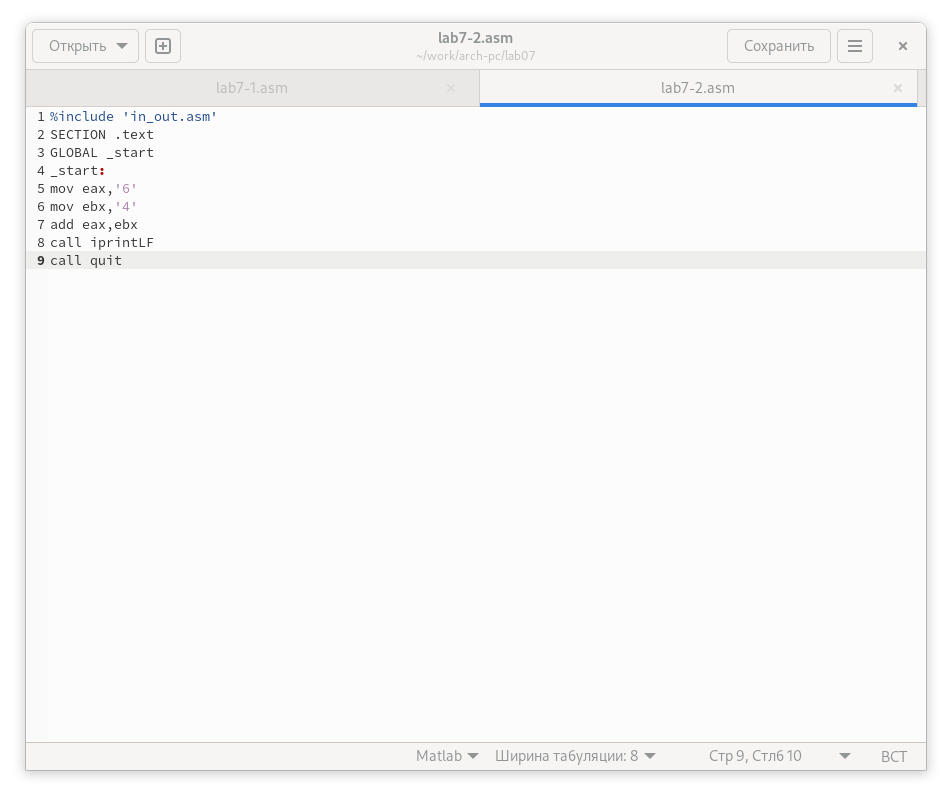 Открыть
lab7-2.asm
~/work/arch-pc/lab07
Сохранить
lab7-1.asm
lab7-2.asm
1 %include 'in_out.asm'
2 SECTION .text
3 GLOBAL _start
4 _start:
5 mov eax,'6'
6 mov ebx,'4'
7 add eax,ebx
8 call iprintLF
9 call quit
Matlab Ширина табуляции: 8 Стр 9, Стлб 10 ВСТ